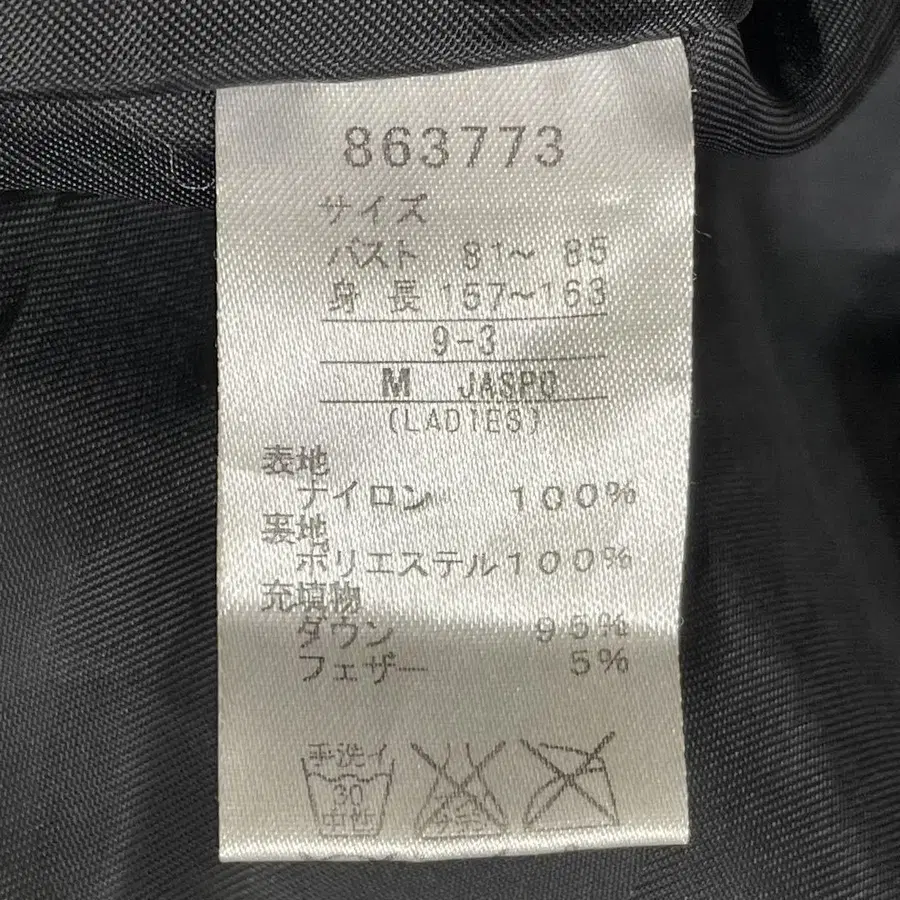 863773
サイズ
バスト 81〜 85
身 長 157〜163
9-3
M JASPO
(LADIES)
表地
ナイロン 100%
裏地
ポリエステル100%
充填物
ダウン 95%
フェザー 5%
手洗イ
30
中性